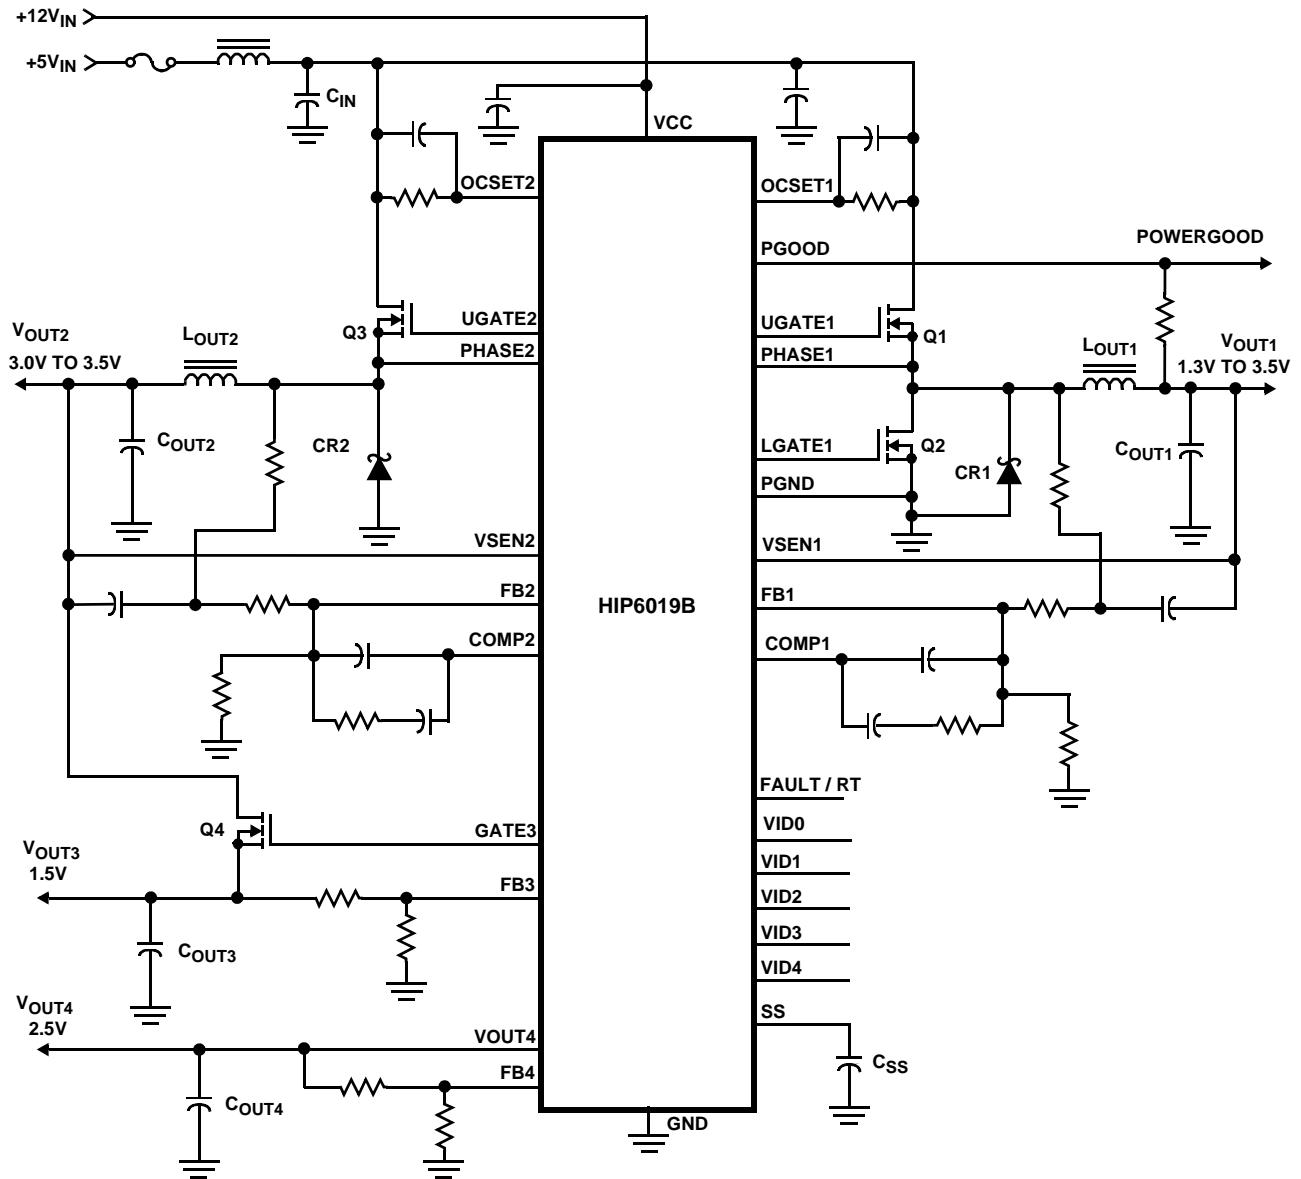 +12VIN
+5VIN
CIN
VCC
OCSET2
OCSET1
PGOOD
POWERGOOD
VOUT2
3.0V TO 3.5V
LOUT2
Q3
UGATE2
PHASE2
UGATE1
Q1
PHASE1
LOUT1
VOUT1
1.3V TO 3.5V
COUT2
CR2
LGATE1
Q2
PGND
CR1
COUT1
VSEN2
VSEN1
FB2
HIP6019B
FB1
COMP2
COMP1
FAULT / RT
VID0
VID1
VID2
VID3
VID4
SS
CSS
Q4
GATE3
VOUT3
1.5V
FB3
COUT3
VOUT4
2.5V
VOUT4
FB4
COUT4
GND